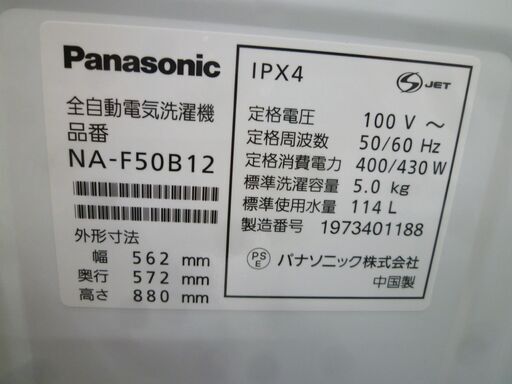 Panasonic
全自動電気洗濯機
品番
NA-F50B12
外形寸法
幅 562 mm
奥行 572 mm
高さ 880 mm
IPX4
S JET
定格電圧 100 V ～
定格周波数 50/60 Hz
定格消費電力 400/430 W
標準洗濯容量 5.0 kg
標準使用水量 114 L
製造番号 1973401188
PS E パナソニック株式会社
中国製